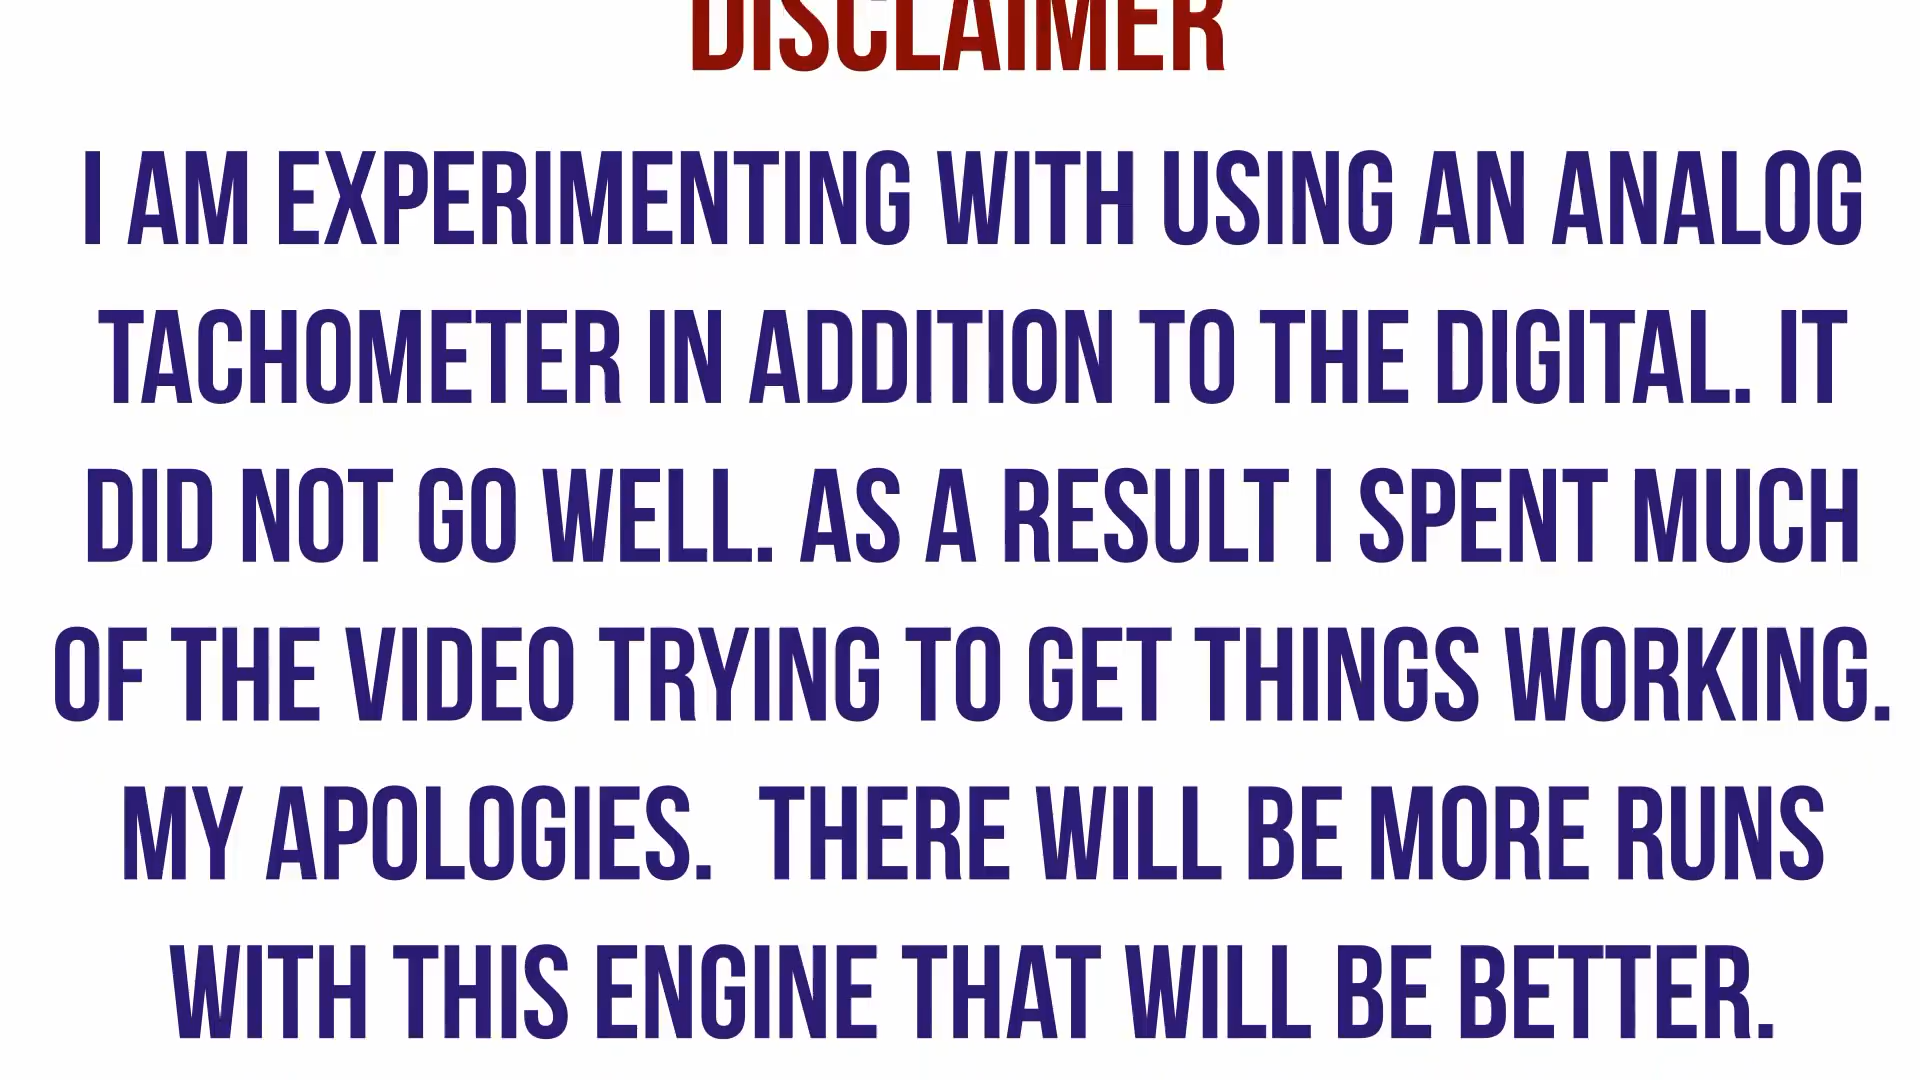 DISCLAIMER
I AM EXPERIMENTING WITH USING AN ANALOG
TACHOMETER IN ADDITION TO THE DIGITAL. IT
DID NOT GO WELL. AS A RESULT I SPENT MUCH
OF THE VIDEO TRYING TO GET THINGS WORKING.
MY APOLOGIES.  THERE WILL BE MORE RUNS
WITH THIS ENGINE THAT WILL BE BETTER.